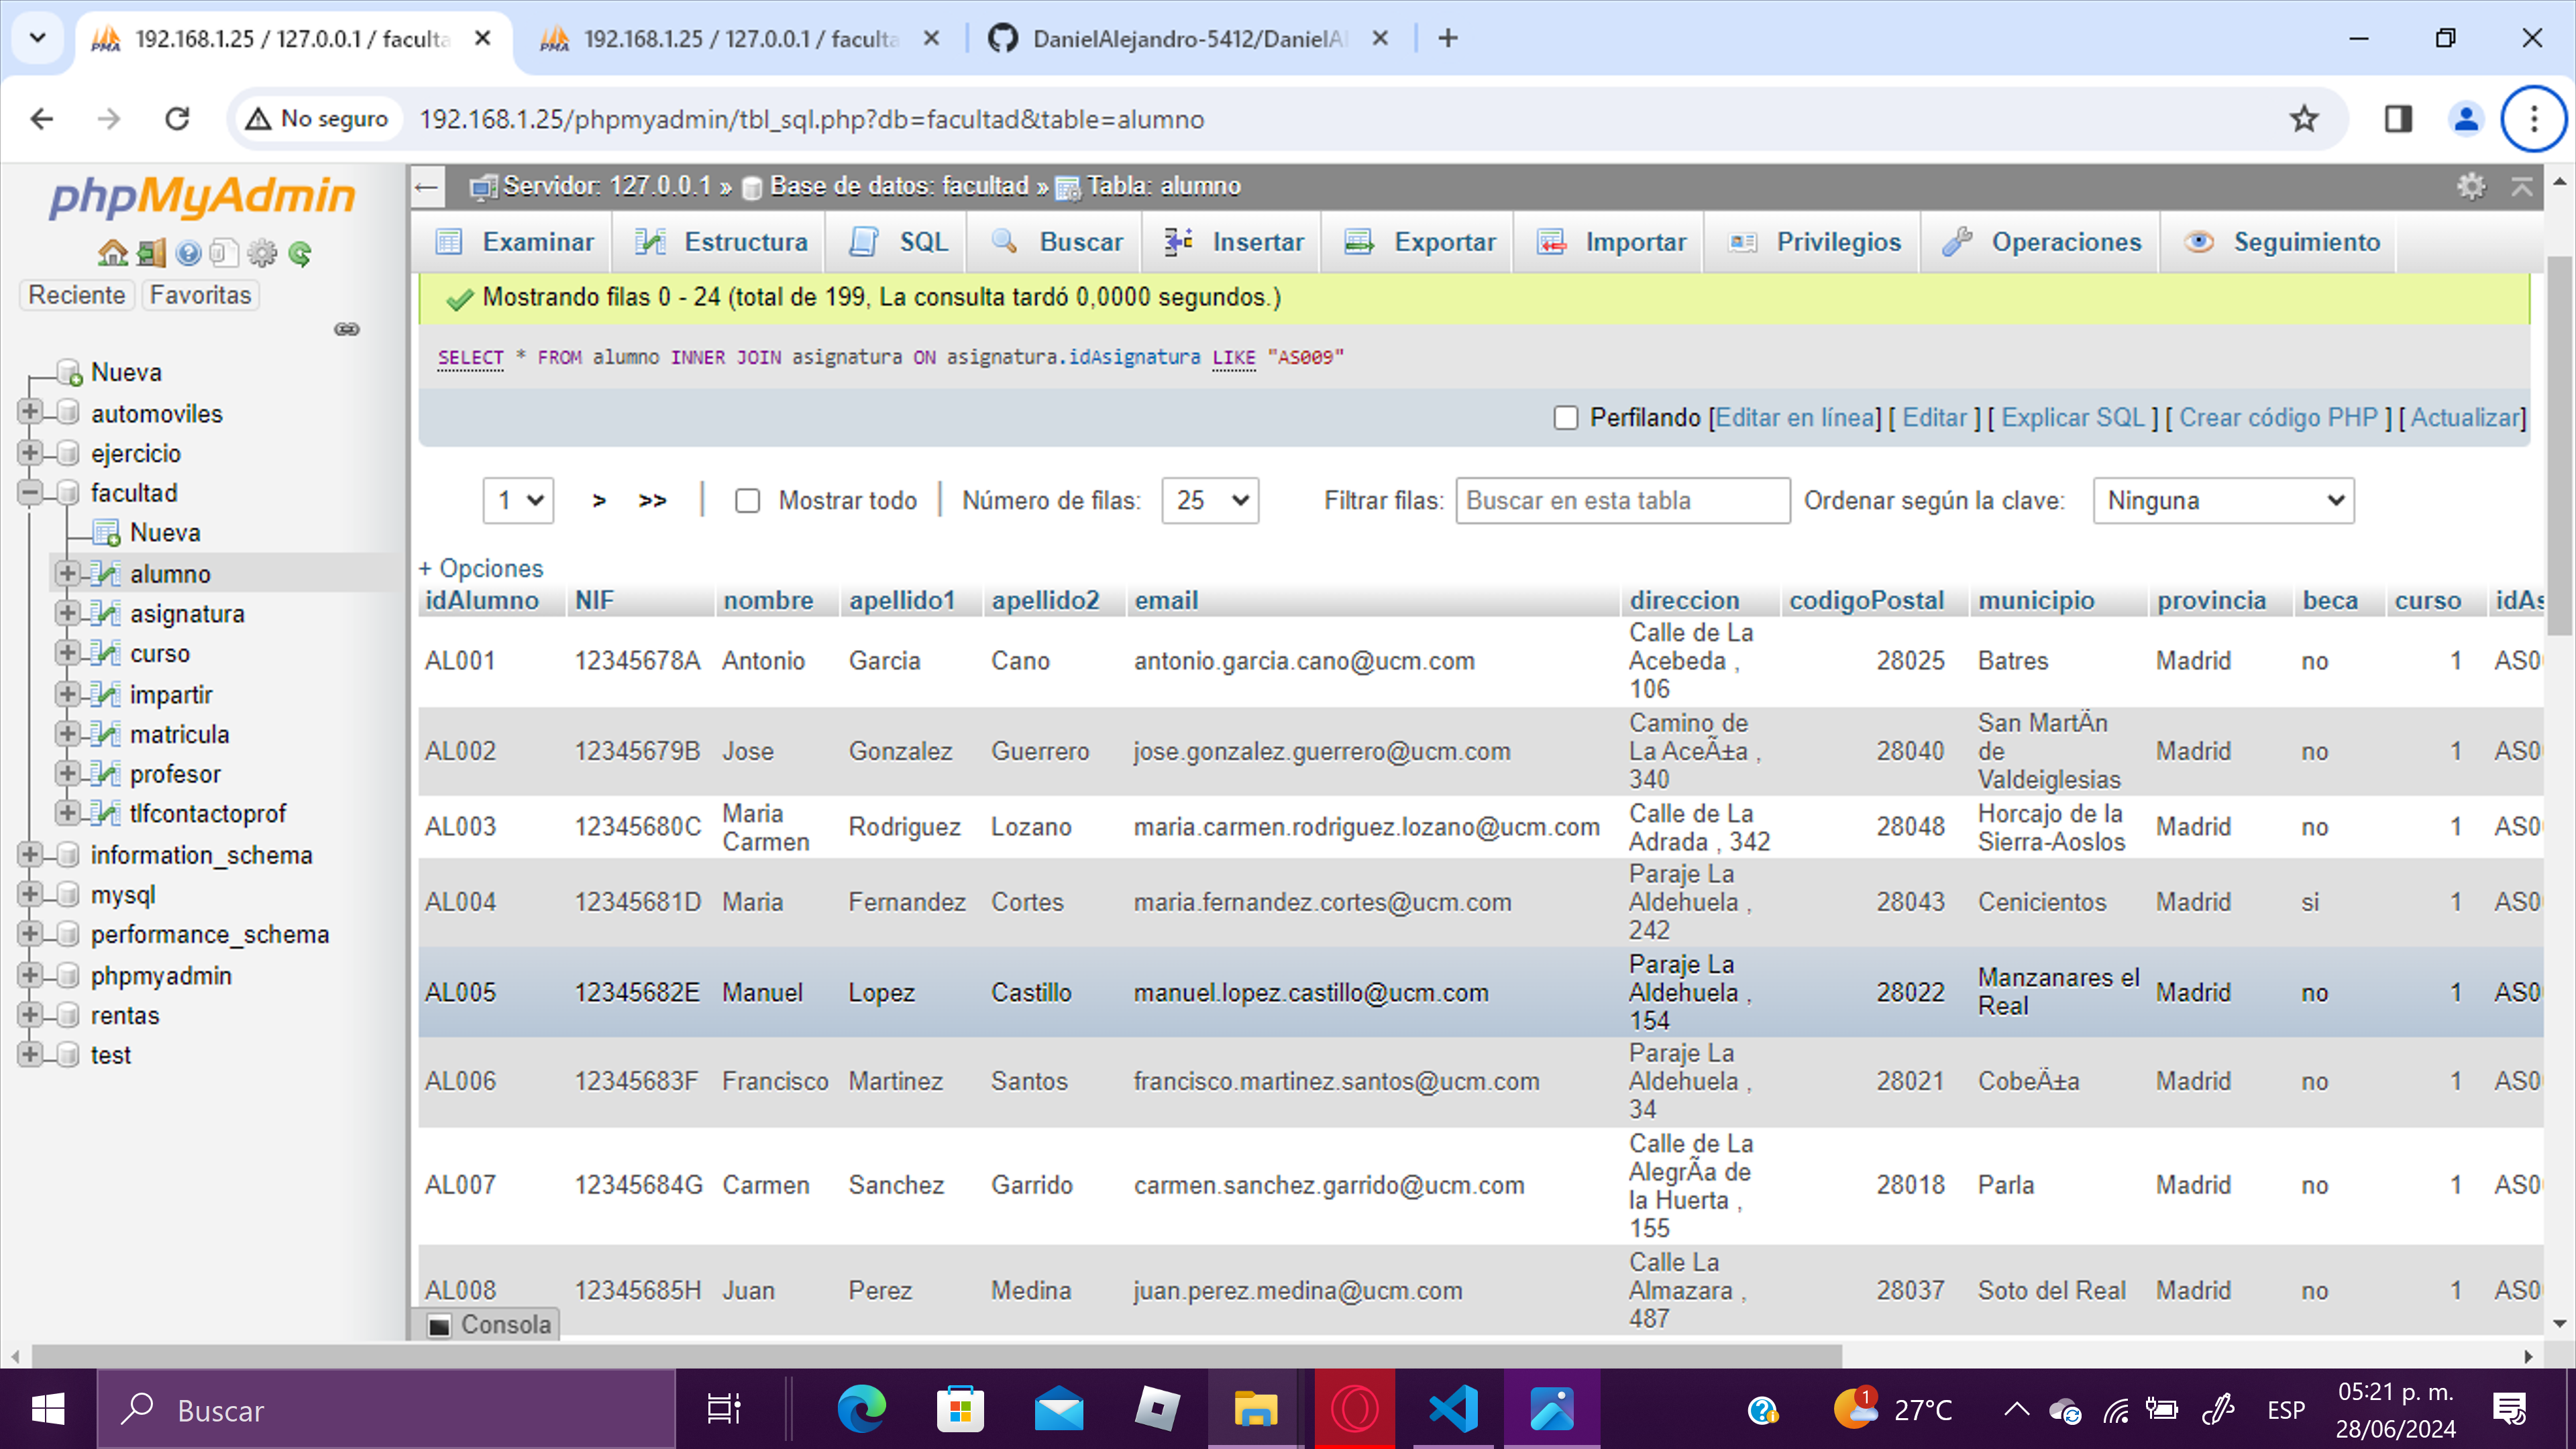 192.168.1.25 / 127.0.0.1 / faculta
192.168.1.25 / 127.0.0.1 / faculta
DanielAlejandro-5412/DanielAl
No seguro
192.168.1.25/phpmyadmin/tbl_sql.php?db=facultad&table=alumno
phpMyAdmin
Reciente Favoritas
Nueva
automoviles
ejercicio
facultad
Nueva
alumno
asignatura
curso
impartir
matricula
profesor
tlfcontactoprof
information_schema
mysql
performance_schema
phpmyadmin
rentas
test
Servidor: 127.0.0.1 » Base de datos: facultad » Tabla: alumno
Examinar Estructura SQL Buscar Insertar Exportar Importar Privilegios Operaciones Seguimiento
Mostrando filas 0 - 24 (total de 199, La consulta tardó 0,0000 segundos.)
SELECT * FROM alumno INNER JOIN asignatura ON asignatura.idAsignatura LIKE "AS009"
Perfilando [Editar en línea] [ Editar ] [ Explicar SQL ] [ Crear código PHP ] [ Actualizar]
1 > >> | Mostrar todo | Número de filas: 25 Filtrar filas: Buscar en esta tabla Ordenar según la clave: Ninguna
+ Opciones
idAlumno NIF nombre apellido1 apellido2 email direccion codigoPostal municipio provincia beca curso idAs
AL001 12345678A Antonio Garcia Cano antonio.garcia.cano@ucm.com Calle de La Acebeda , 106 28025 Batres Madrid no 1 AS0
AL002 12345679B Jose Gonzalez Guerrero jose.gonzalez.guerrero@ucm.com Camino de La AceÃ±a , 340 28040 San MartÃn de Valdeiglesias Madrid no 1 AS0
AL003 12345680C Maria Carmen Rodriguez Lozano maria.carmen.rodriguez.lozano@ucm.com Calle de La Adrada , 342 28048 Horcajo de la Sierra-Aoslos Madrid no 1 AS0
AL004 12345681D Maria Fernandez Cortes maria.fernandez.cortes@ucm.com Paraje La Aldehuela , 242 28043 Cenicientos Madrid si 1 AS0
AL005 12345682E Manuel Lopez Castillo manuel.lopez.castillo@ucm.com Paraje La Aldehuela , 154 28022 Manzanares el Real Madrid no 1 AS0
AL006 12345683F Francisco Martinez Santos francisco.martinez.santos@ucm.com Paraje La Aldehuela , 34 28021 CobeÃ±a Madrid no 1 AS0
AL007 12345684G Carmen Sanchez Garrido carmen.sanchez.garrido@ucm.com Calle de La AlegrÃa de la Huerta , 155 28018 Parla Madrid no 1 AS0
AL008 12345685H Juan Perez Medina juan.perez.medina@ucm.com Calle La Almazara , 487 28037 Soto del Real Madrid no 1 AS0
Consola
Buscar
1
27°C
ESP
05:21 p. m.
28/06/2024